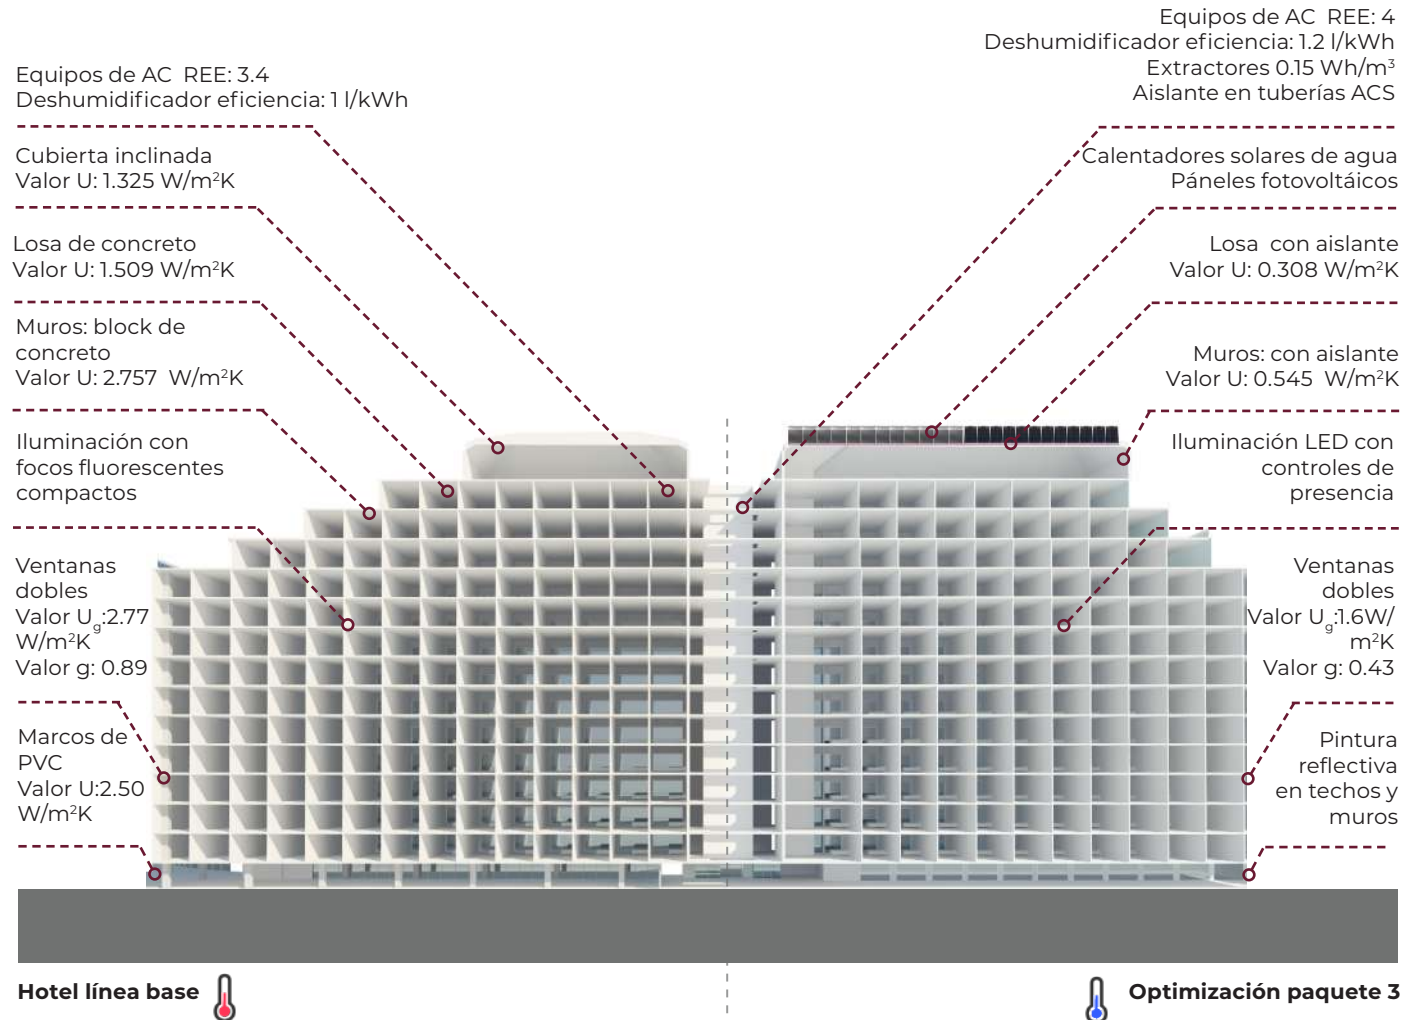 Equipos de AC  REE: 3.4
Deshumidificador eficiencia: 1 l/kWh
Cubierta inclinada
Valor U: 1.325 W/m²K
Losa de concreto
Valor U: 1.509 W/m²K
Muros: block de
concreto
Valor U: 2.757  W/m²K
Iluminación con
focos fluorescentes
compactos
Ventanas
dobles
Valor Ug:2.77
W/m²K
Valor g: 0.89
Marcos de
PVC
Valor U:2.50
W/m²K
Equipos de AC  REE: 4
Deshumidificador eficiencia: 1.2 l/kWh
Extractores 0.15 Wh/m³
Aislante en tuberías ACS
Calentadores solares de agua
Páneles fotovoltáicos
Losa  con aislante
Valor U: 0.308 W/m²K
Muros: con aislante
Valor U: 0.545  W/m²K
Iluminación LED con
controles de
presencia
Ventanas
dobles
Valor Ug:1.6W/
m²K
Valor g: 0.43
Pintura
reflectiva
en techos y
muros
Hotel línea base
Optimización paquete 3